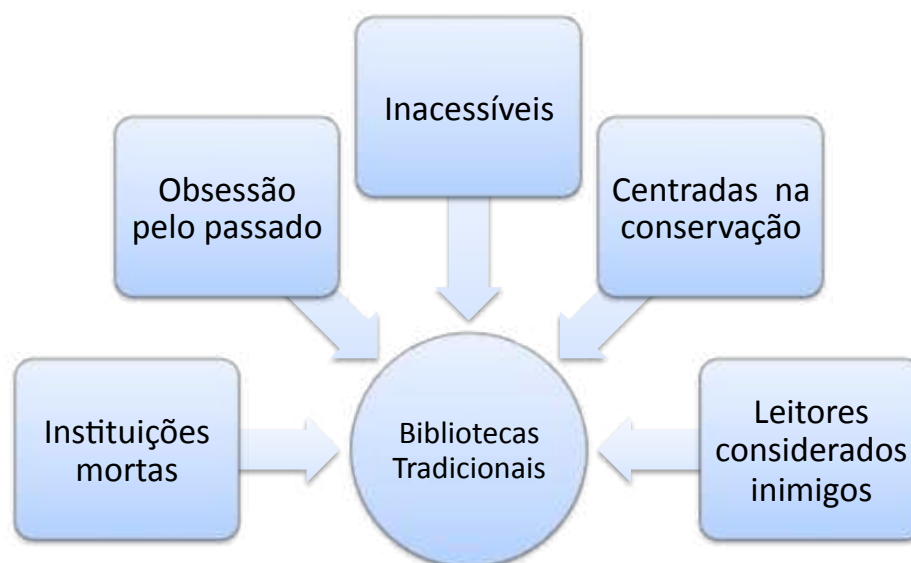 Inacessíveis
Obsessão
pelo passado
Centradas na
conservação
Instituições
mortas
Bibliotecas
Tradicionais
Leitores
considerados
inimigos